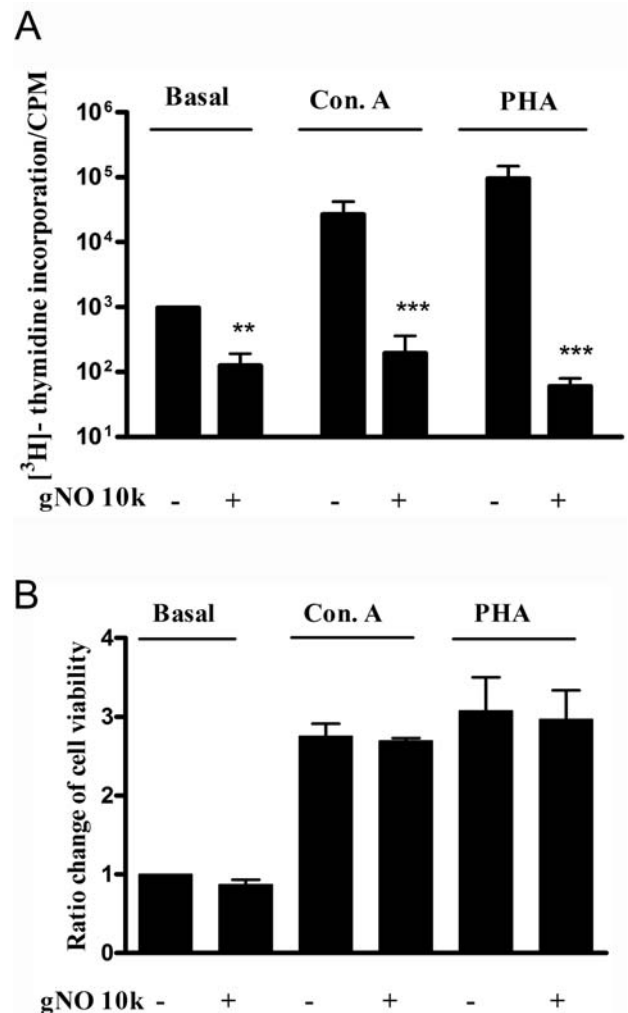 A
Basal Con. A PHA
[³H]- thymidine incorporation/CPM
10⁶
10⁵
10⁴
10³
10²
10¹
** *** ***
gNO 10k - + - + - +
B
Basal Con. A PHA
Ratio change of cell viability
4
3
2
1
0
gNO 10k - + - + - +